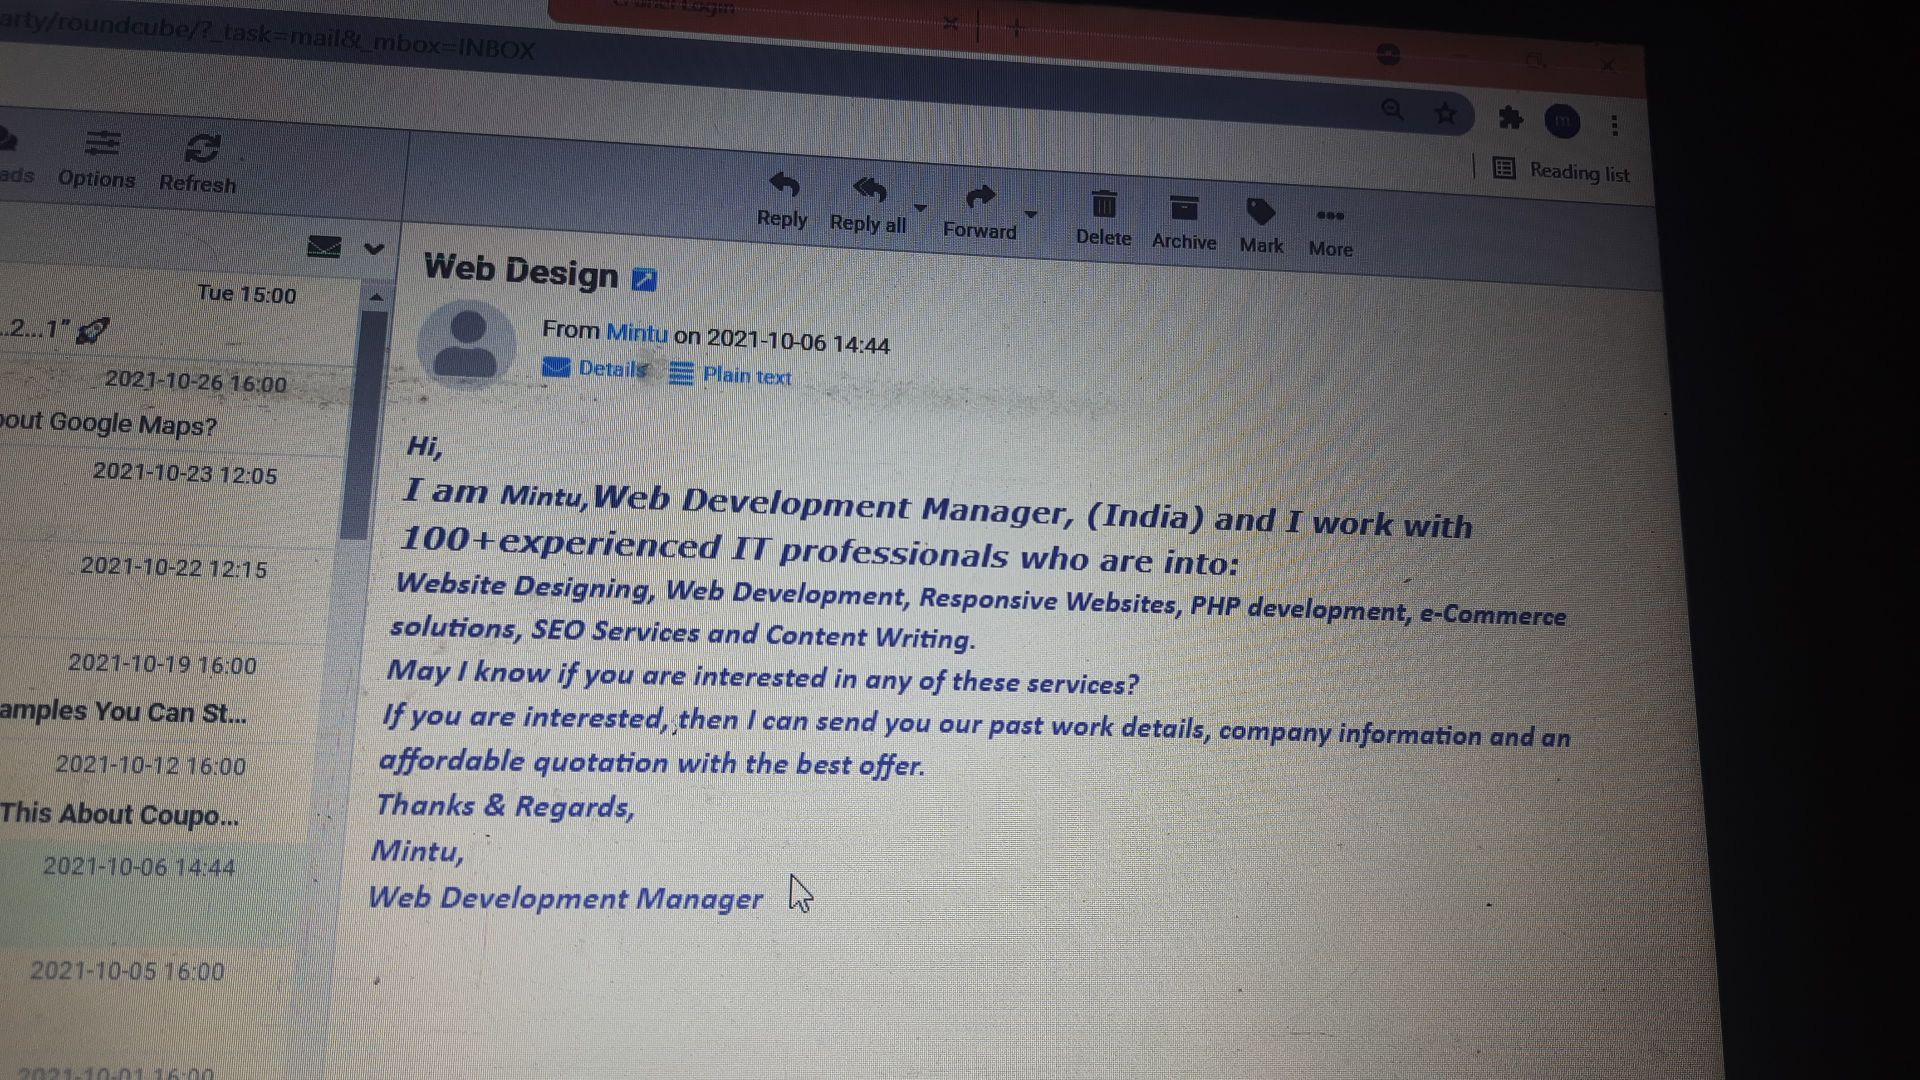 arty/roundcube/?_task=mail&_mbox=INBOX
Reading list
Options
Refresh
Reply
Reply all
Forward
Delete
Archive
Mark
More
Tue 15:00
...2...1"
2021-10-26 16:00
bout Google Maps?
2021-10-23 12:05
2021-10-22 12:15
2021-10-19 16:00
amples You Can St...
2021-10-12 16:00
This About Coupo...
2021-10-06 14:44
2021-10-05 16:00
2021-10-01 16:00
Web Design
From Mintu on 2021-10-06 14:44
Details Plain text
Hi,
I am Mintu,Web Development Manager, (India) and I work with
100+experienced IT professionals who are into:
Website Designing, Web Development, Responsive Websites, PHP development, e-Commerce
solutions, SEO Services and Content Writing.
May I know if you are interested in any of these services?
If you are interested, then I can send you our past work details, company information and an
affordable quotation with the best offer.
Thanks & Regards,
Mintu,
Web Development Manager